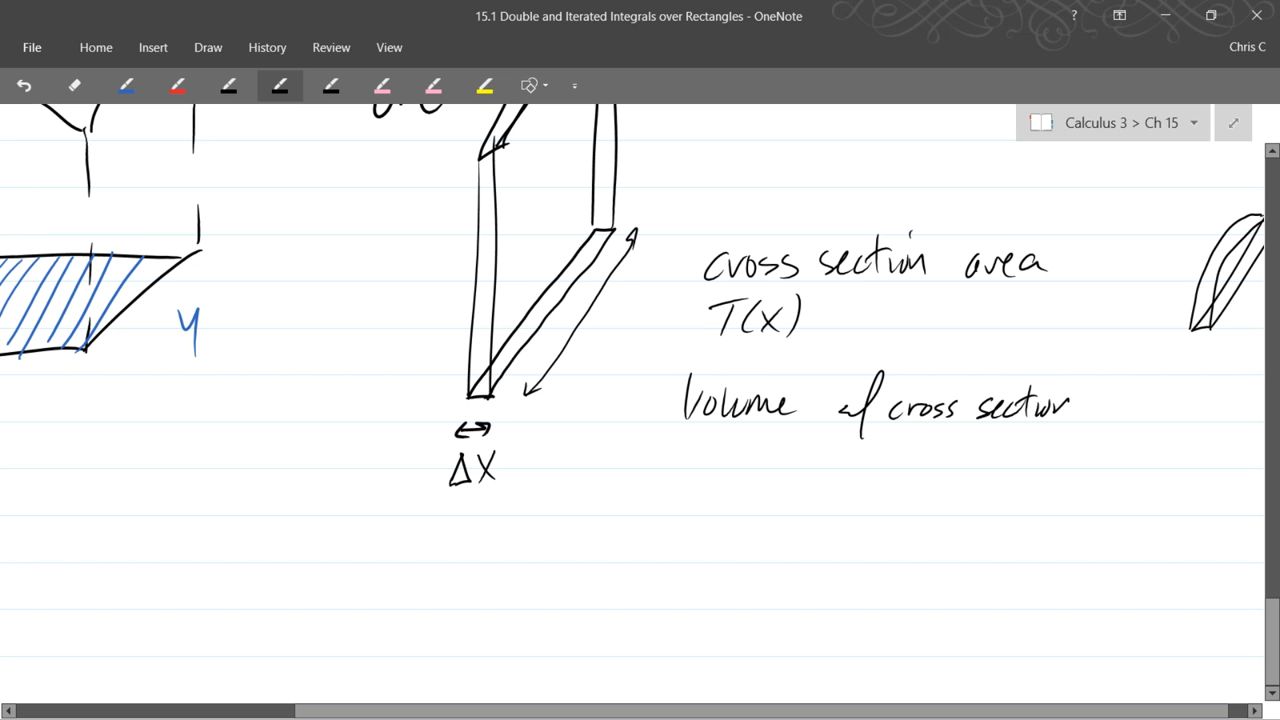 15.1 Double and Iterated Integrals over Rectangles - OneNote
?
File Home Insert Draw History Review View
Chris C
Calculus 3 > Ch 15
cross section area
T(x)
y
Volume of cross section
Δx